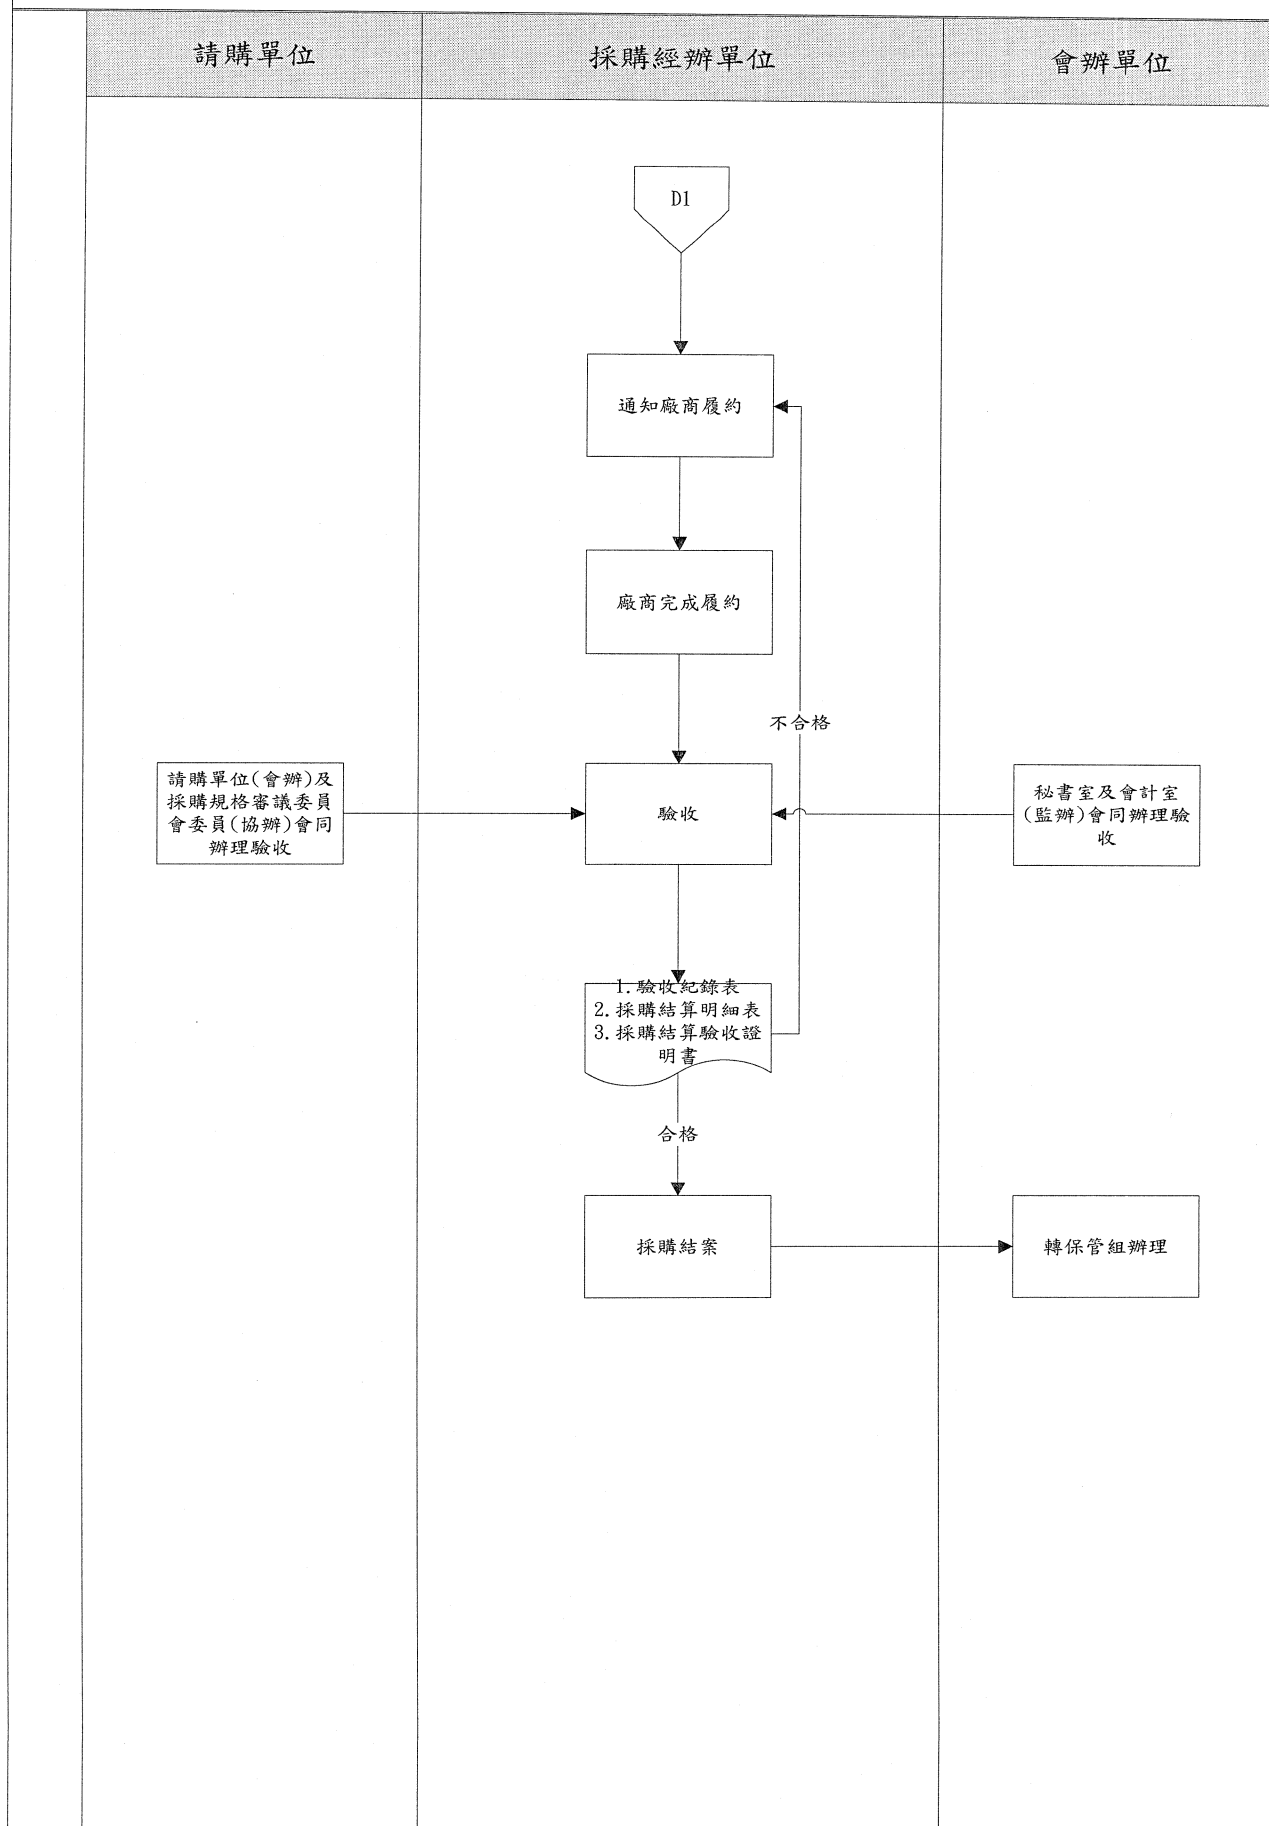 請購單位
採購經辦單位
會辦單位
D1
通知廠商履約
廠商完成履約
不合格
請購單位(會辦)及
採購規格審議委員
會委員(協辦)會同
辦理驗收
驗收
秘書室及會計室
(監辦)會同辦理驗
收
1.驗收紀錄表
2.採購結算明細表
3.採購結算驗收證
明書
合格
採購結案
轉保管組辦理